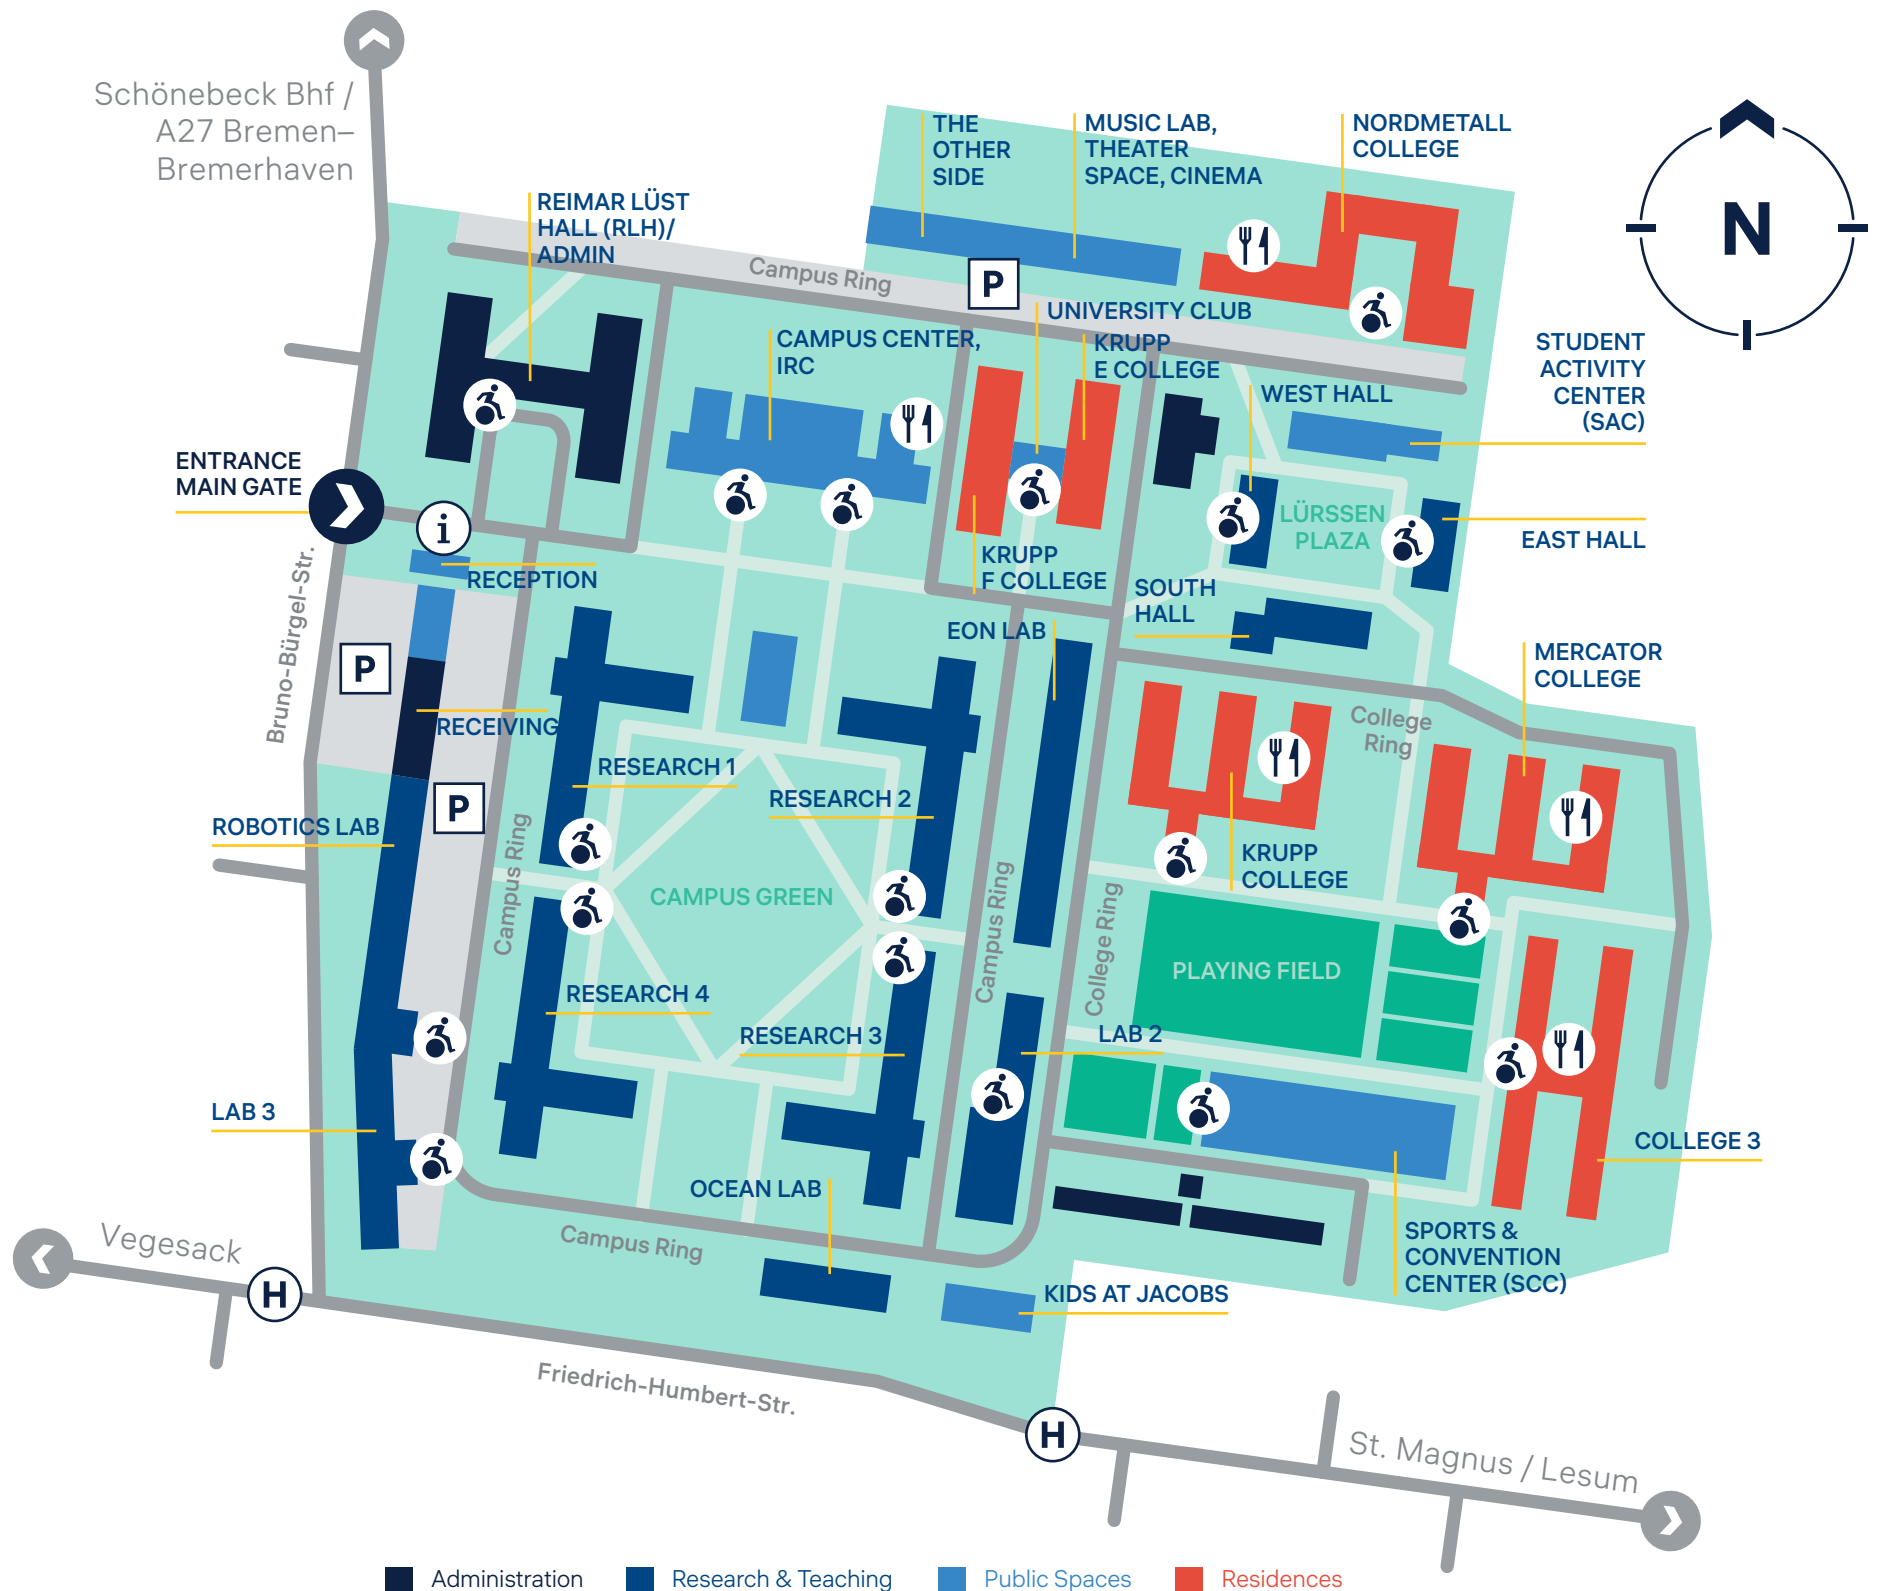 Schönebeck Bhf /
A27 Bremen–
Bremerhaven
THE
OTHER
SIDE
MUSIC LAB,
THEATER
SPACE, CINEMA
NORDMETALL
COLLEGE
N
REIMAR LÜST
HALL (RLH)/
ADMIN
Campus Ring
P
UNIVERSITY CLUB
CAMPUS CENTER,
IRC
KRUPP
E COLLEGE
STUDENT
ACTIVITY
CENTER
(SAC)
WEST HALL
ENTRANCE
MAIN GATE
i
LÜRSSEN
PLAZA
EAST HALL
RECEPTION
KRUPP
F COLLEGE
SOUTH
HALL
Bruno-Bürgel-Str.
EON LAB
P
MERCATOR
COLLEGE
RECEIVING
College
Ring
RESEARCH 1
P
RESEARCH 2
ROBOTICS LAB
KRUPP
COLLEGE
Campus Ring
CAMPUS GREEN
Campus Ring
College Ring
PLAYING FIELD
RESEARCH 4
RESEARCH 3
LAB 2
LAB 3
COLLEGE 3
OCEAN LAB
Campus Ring
SPORTS &
CONVENTION
CENTER (SCC)
Vegesack
H
KIDS AT JACOBS
Friedrich-Humbert-Str.
H
St. Magnus / Lesum
Administration
Research & Teaching
Public Spaces
Residences